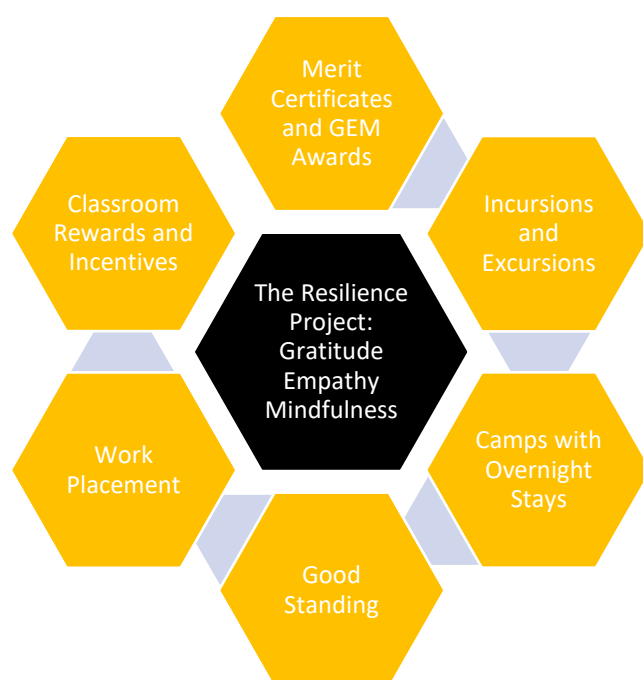 Merit
Certificates
and GEM
Awards
Classroom
Rewards and
Incentives
Incursions
and
Excursions
The Resilience
Project:
Gratitude
Empathy
Mindfulness
Work
Placement
Camps with
Overnight
Stays
Good
Standing